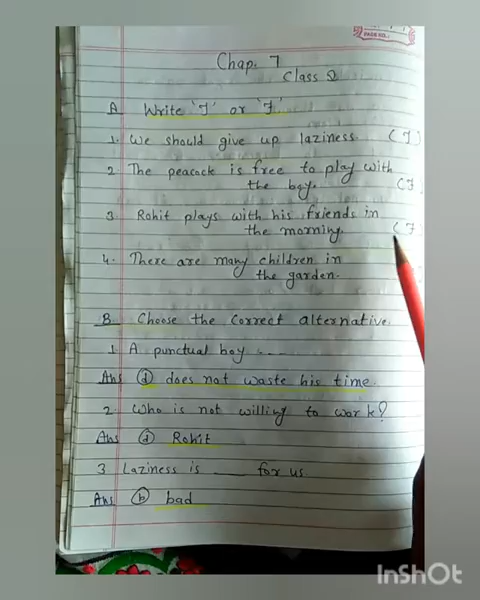 PAGE NO.:
Chap. 7
Class 2
A Write 'T' or 'F'
1. We should give up laziness. (T)
2. The peacock is free to play with
the boy. (F)
3. Rohit plays with his friends in
the morning. (F)
4. There are many children in
the garden.
B. Choose the correct alternative.
1. A punctual boy ----
Ans (d) does not waste his time.
2. Who is not willing to work?
Ans (d) Rohit
3 Laziness is ___ for us
Ans (b) bad
InShOt